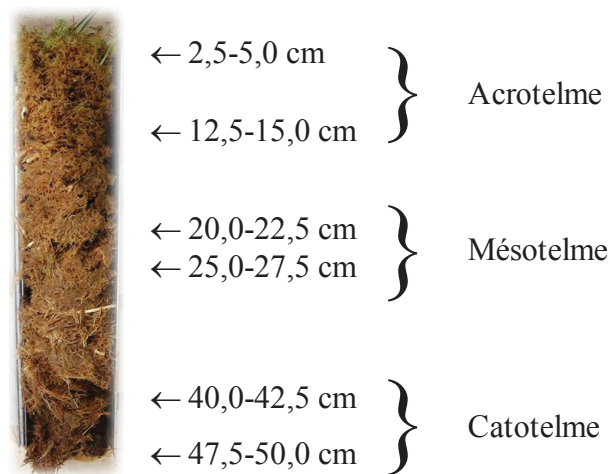 ← 2,5-5,0 cm
← 12,5-15,0 cm
Acrotelme
← 20,0-22,5 cm
← 25,0-27,5 cm
Mésotelme
← 40,0-42,5 cm
← 47,5-50,0 cm
Catotelme